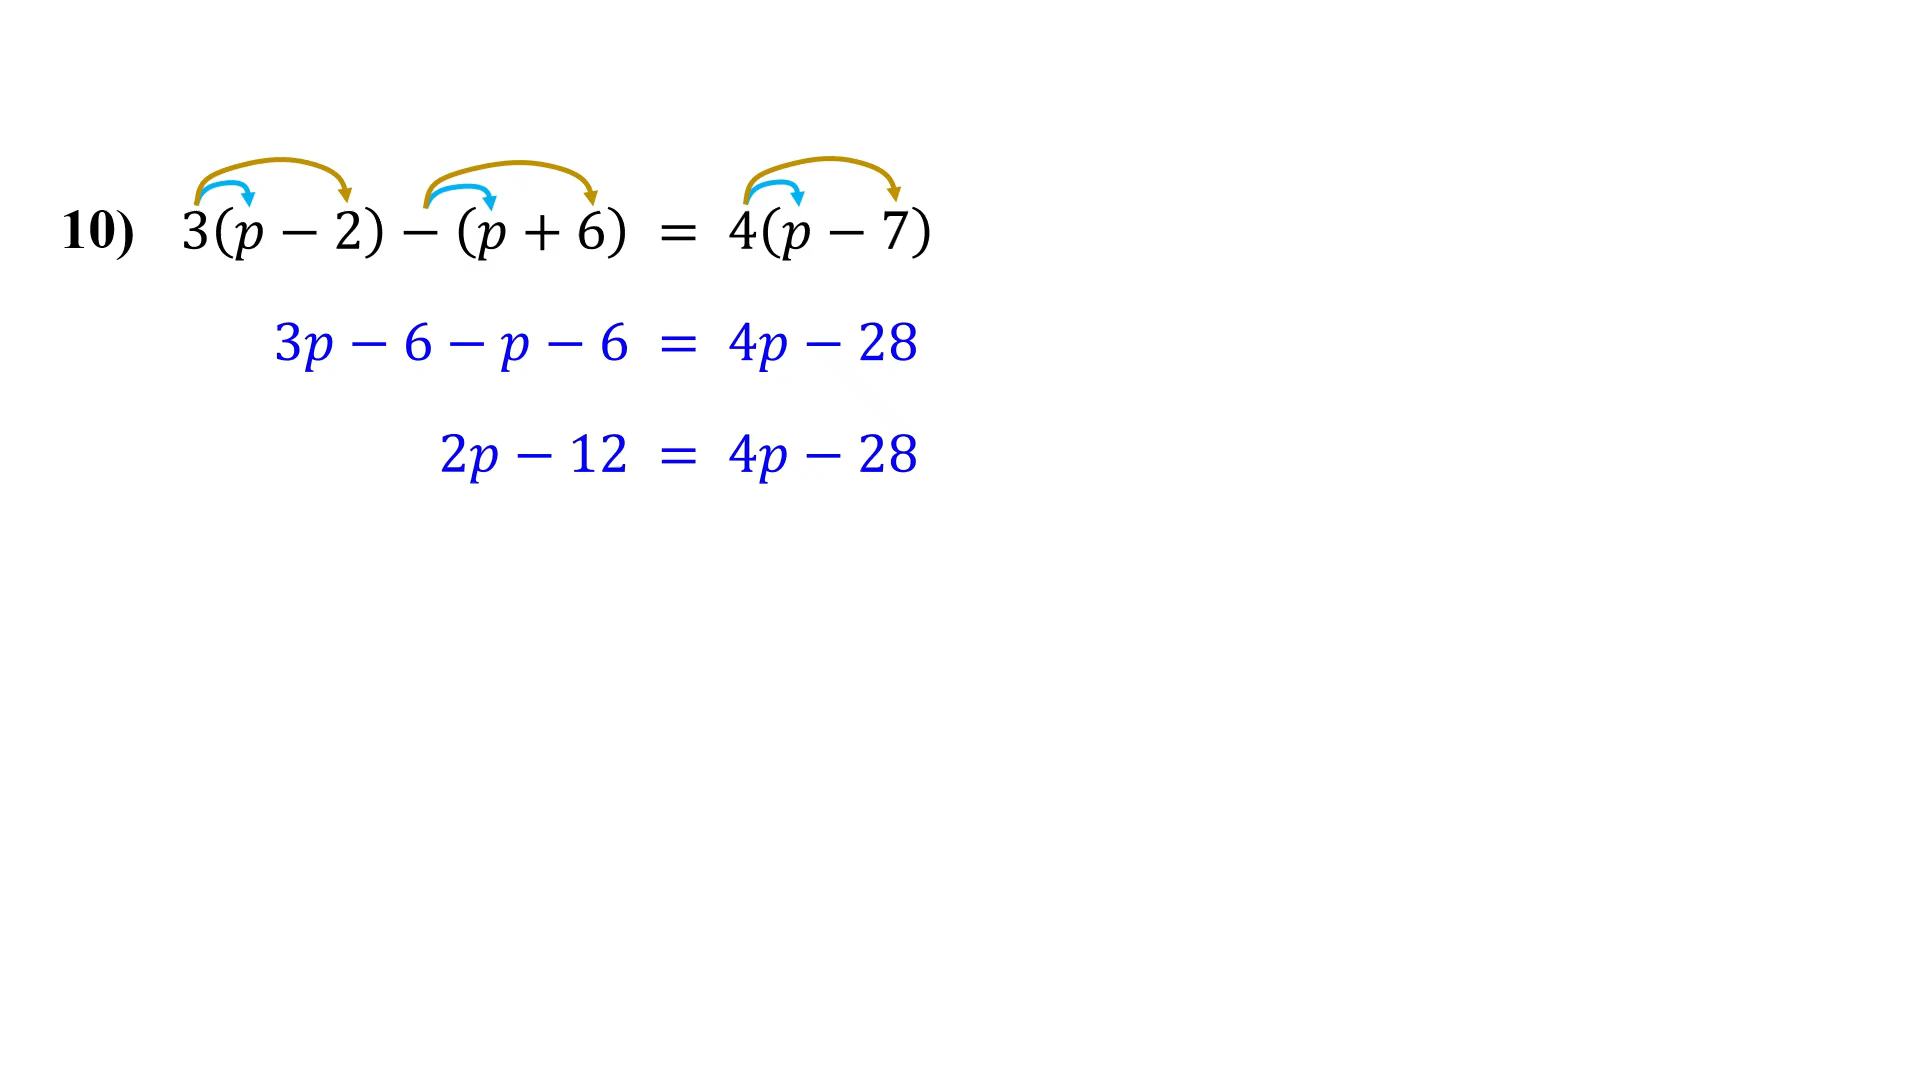 10) 3(p − 2) − (p + 6) = 4(p − 7)
3p − 6 − p − 6 = 4p − 28
2p − 12 = 4p − 28